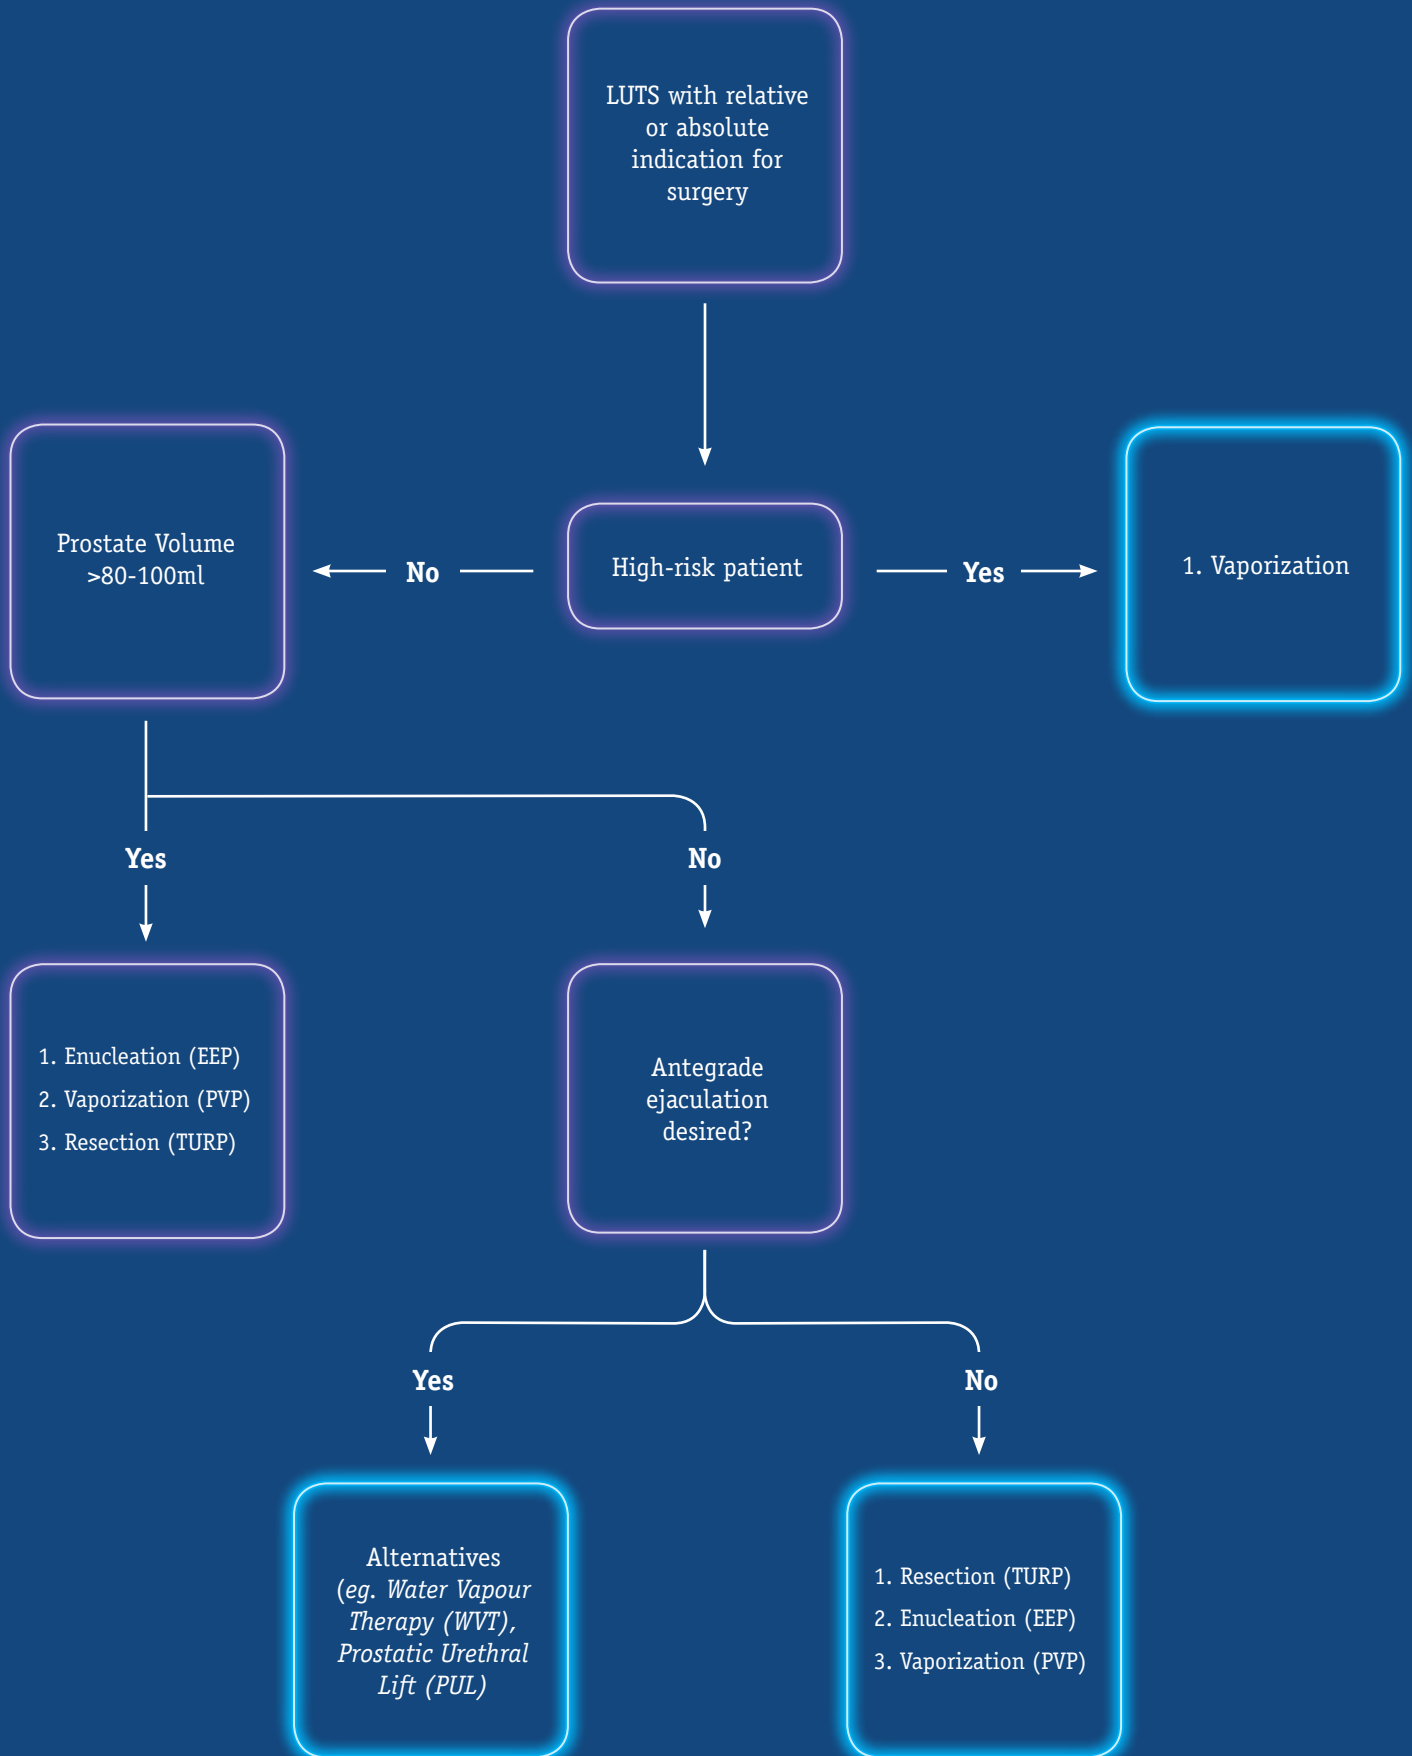 LUTS with relative
or absolute
indication for
surgery
Prostate Volume
>80-100ml
No
High-risk patient
Yes
1. Vaporization
Yes
No
1. Enucleation (EEP)
2. Vaporization (PVP)
3. Resection (TURP)
Antegrade
ejaculation
desired?
Yes
No
Alternatives
(eg. Water Vapour
Therapy (WVT),
Prostatic Urethral
Lift (PUL)
1. Resection (TURP)
2. Enucleation (EEP)
3. Vaporization (PVP)